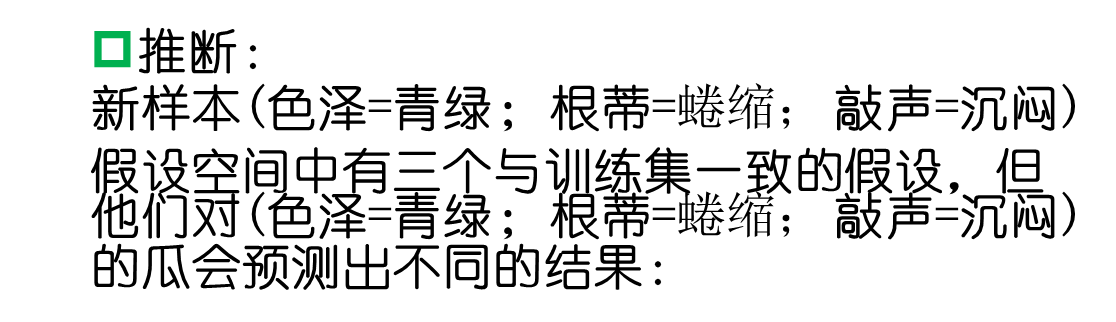 推断：
新样本(色泽=青绿；根蒂=蜷缩；敲声=沉闷)
假设空间中有三个与训练集一致的假设，但
他们对(色泽=青绿；根蒂=蜷缩；敲声=沉闷)
的瓜会预测出不同的结果：